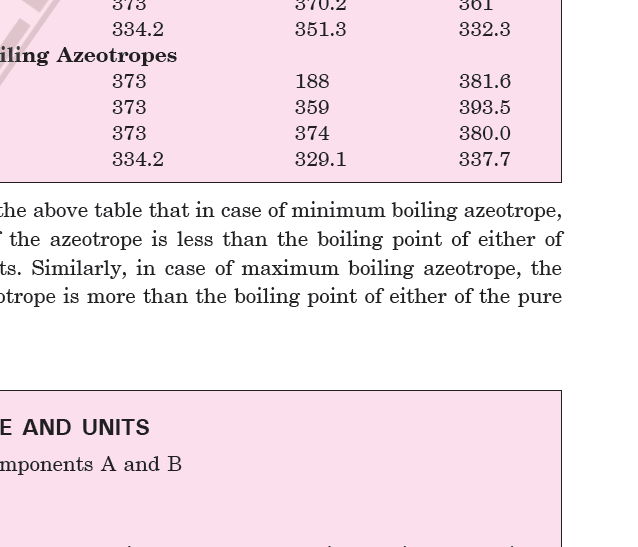 373 370.2 361
334.2 351.3 332.3
iling Azeotropes
373 188 381.6
373 359 393.5
373 374 380.0
334.2 329.1 337.7
the above table that in case of minimum boiling azeotrope,
f the azeotrope is less than the boiling point of either of
ts. Similarly, in case of maximum boiling azeotrope, the
otrope is more than the boiling point of either of the pure
E AND UNITS
mponents A and B